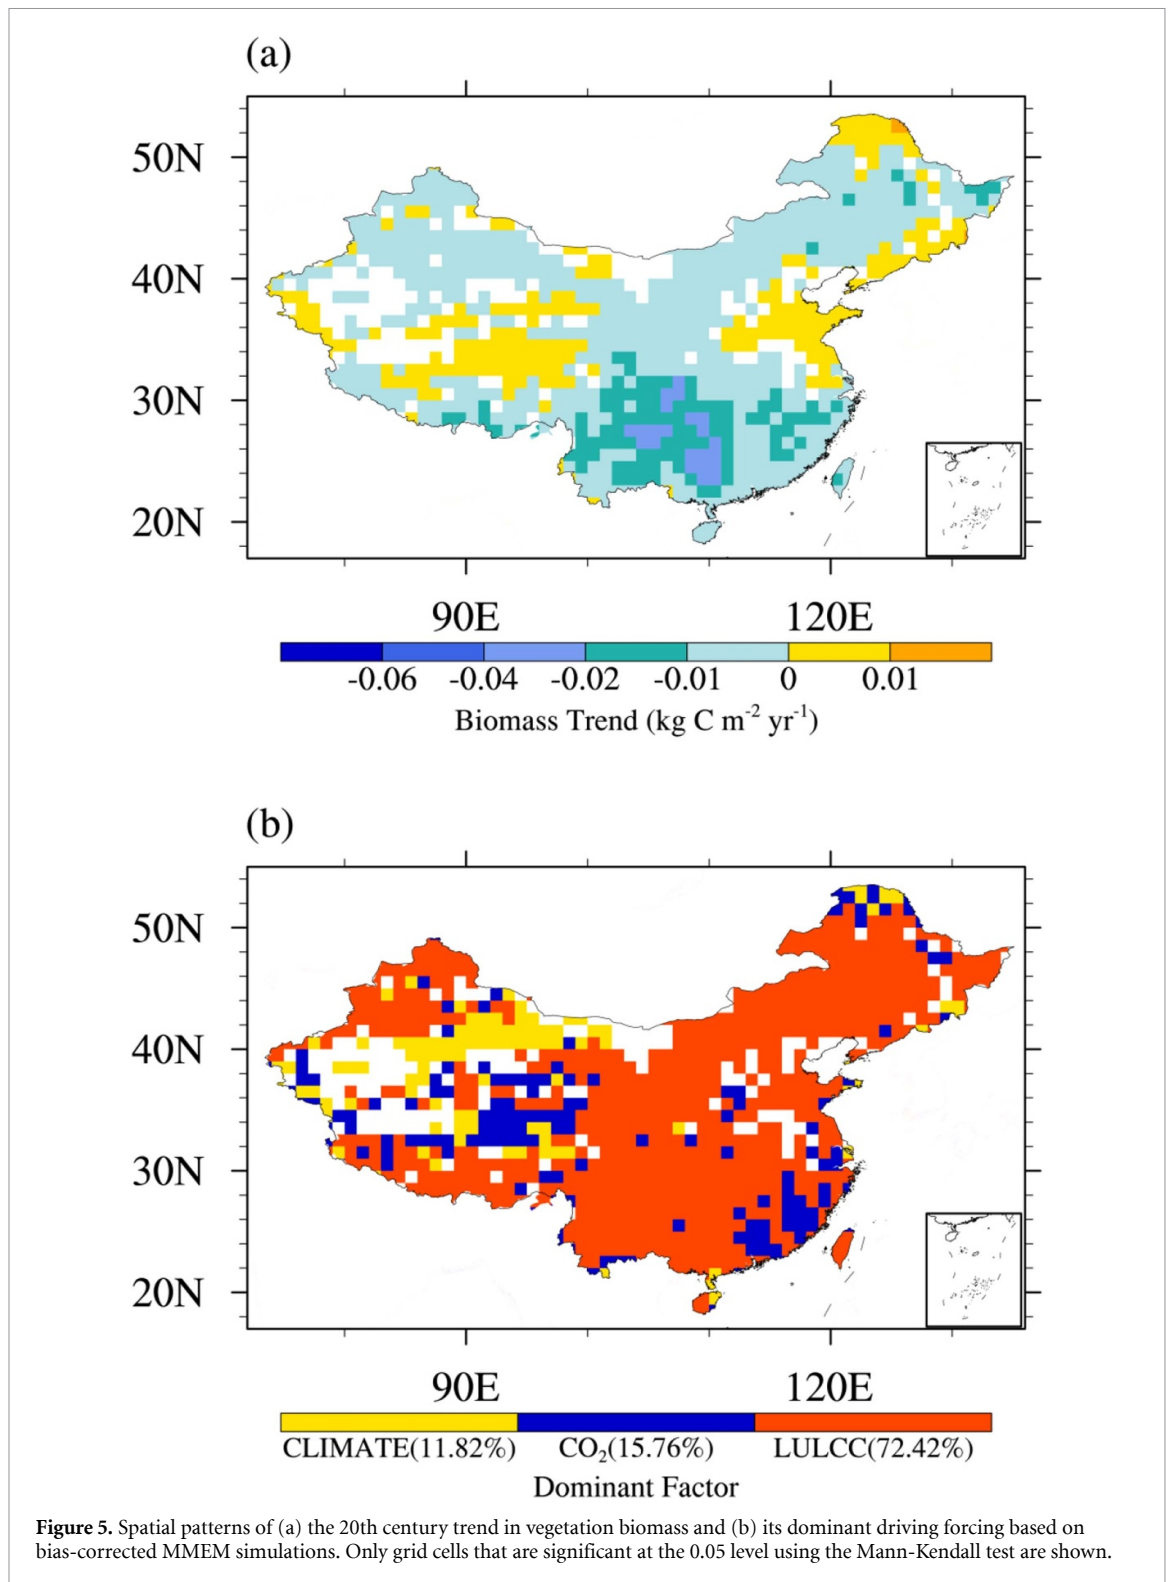 (a)
50N
40N
30N
20N
90E 120E
-0.06 -0.04 -0.02 -0.01 0 0.01
Biomass Trend (kg C m⁻² yr⁻¹)
(b)
50N
40N
30N
20N
90E 120E
CLIMATE(11.82%) CO₂(15.76%) LULCC(72.42%)
Dominant Factor
Figure 5. Spatial patterns of (a) the 20th century trend in vegetation biomass and (b) its dominant driving forcing based on
bias-corrected MMEM simulations. Only grid cells that are significant at the 0.05 level using the Mann-Kendall test are shown.